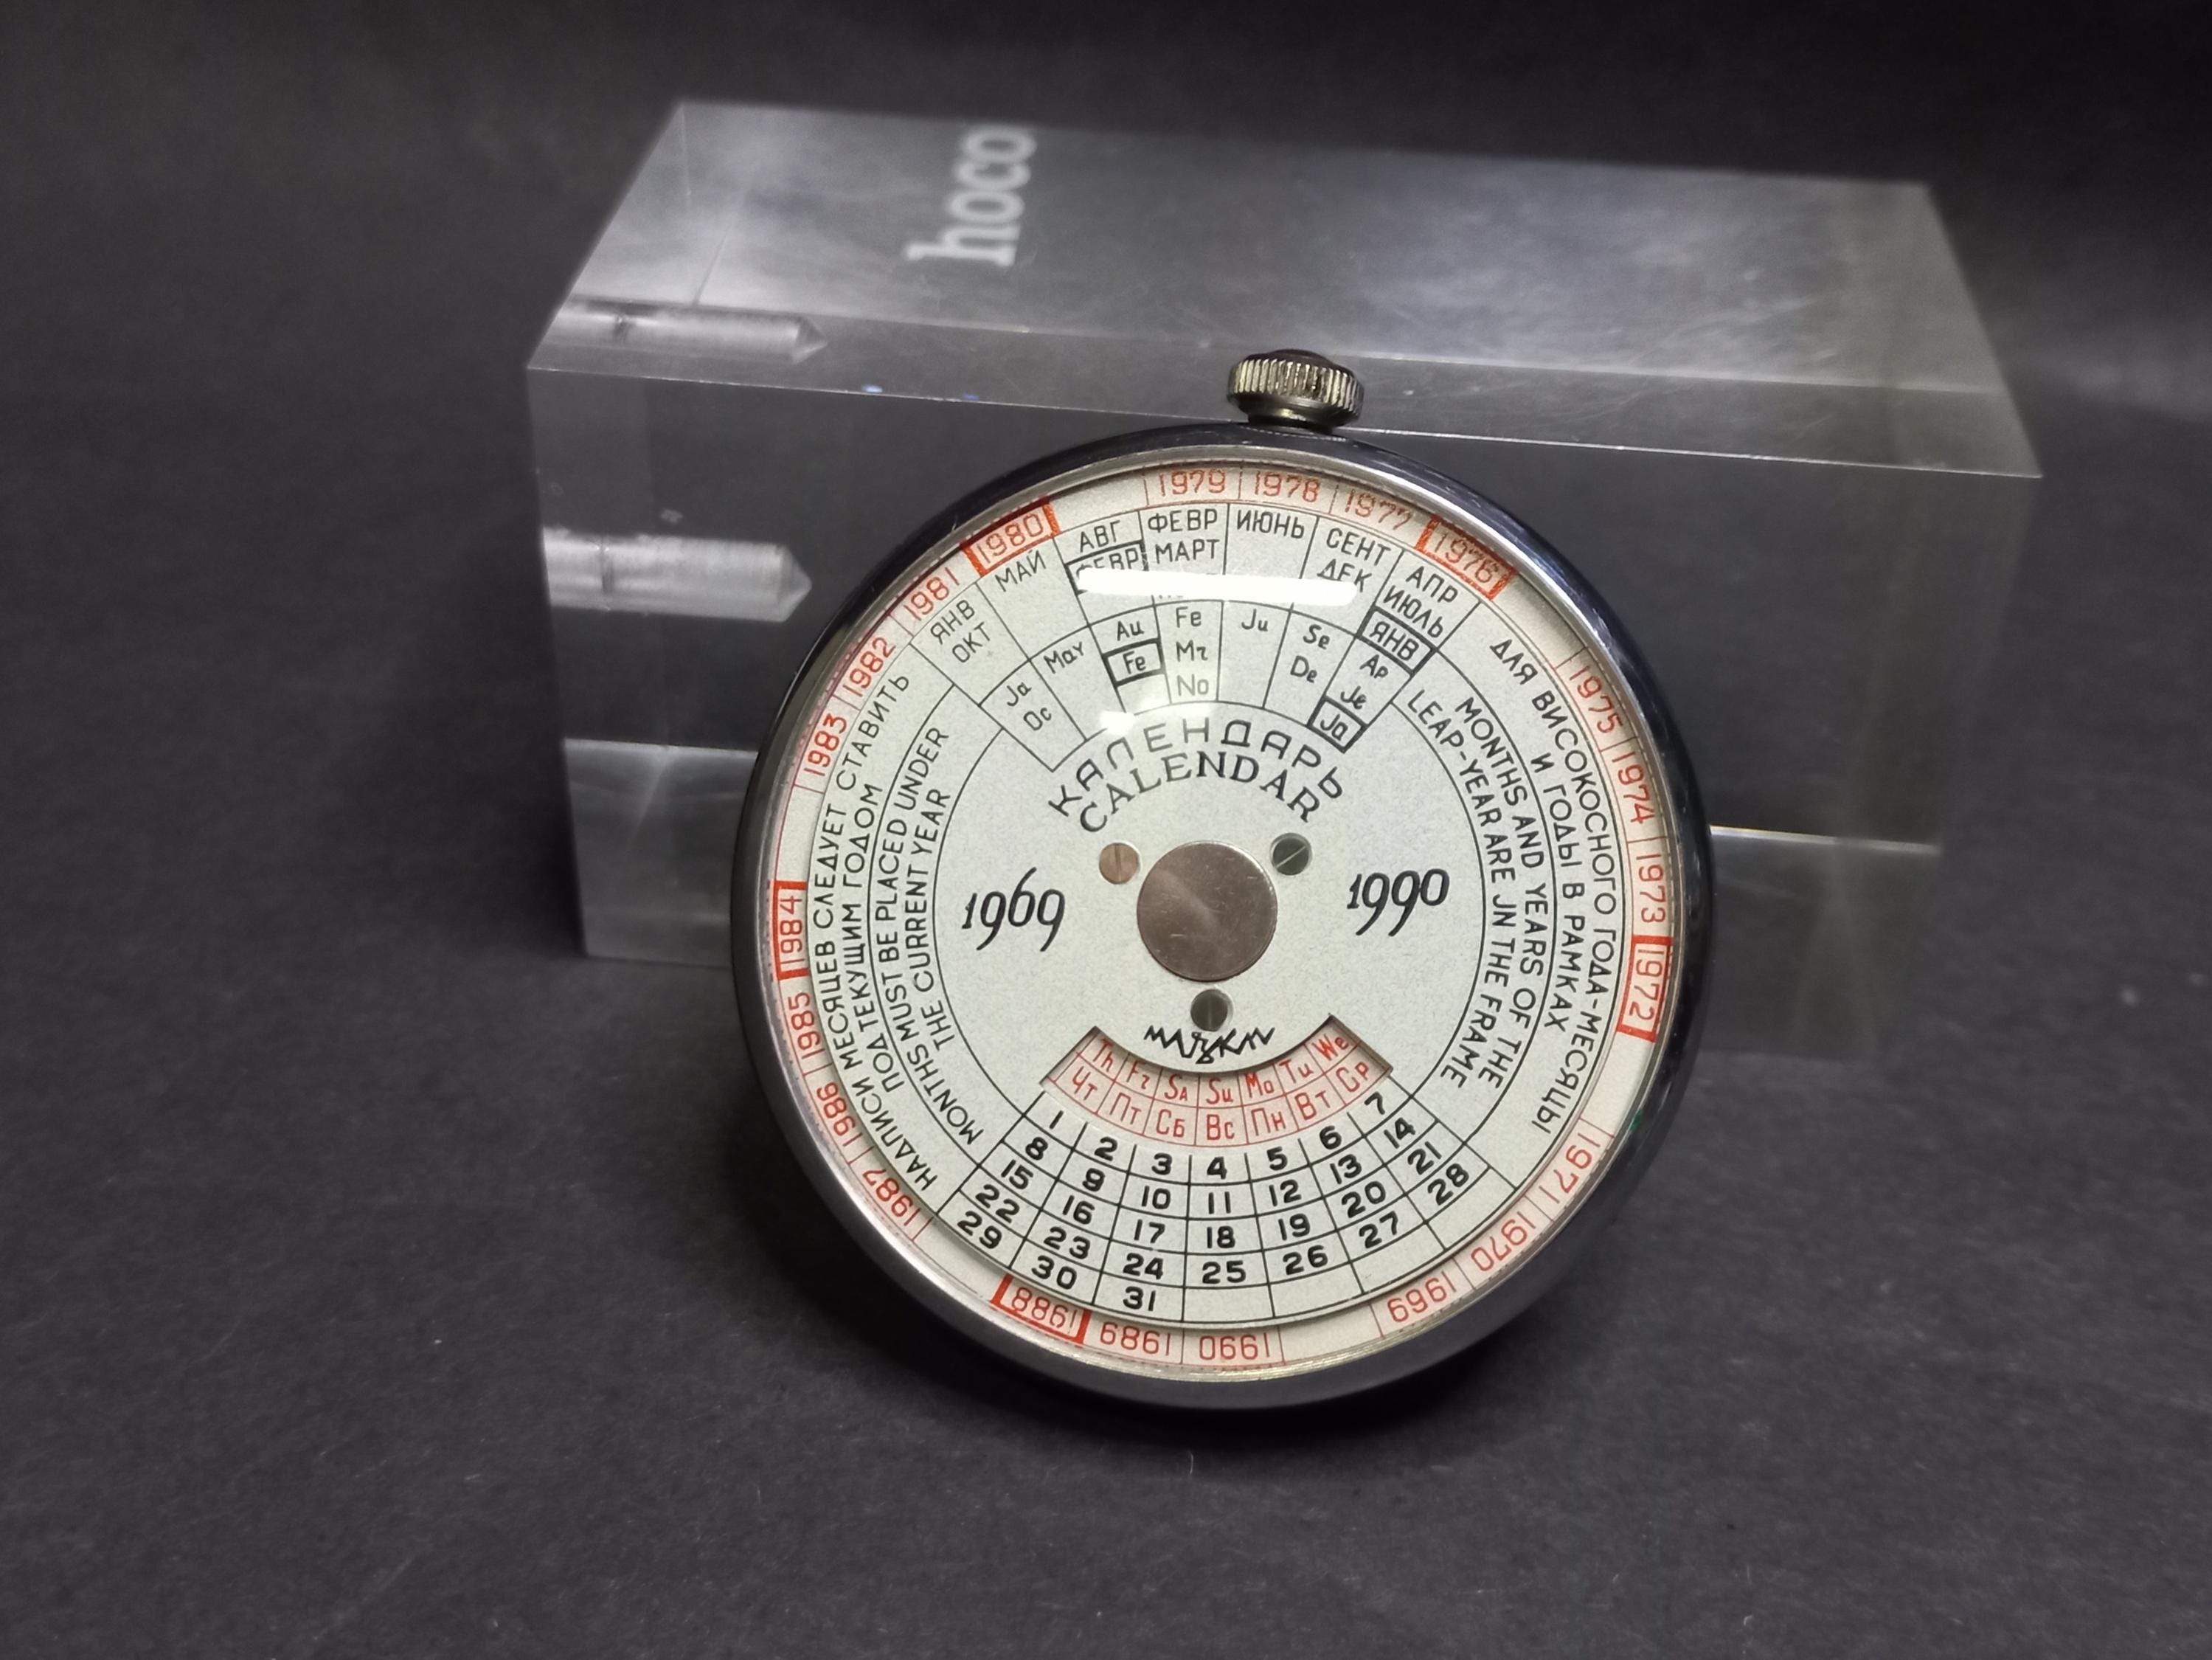 hoco
1969
1970
1971
1972
1973
1974
1975
1976
1977
1978
1979
1980
1981
1982
1983
1984
1985
1986
1987
1988
1989
1990
ЯНВ
ОКТ
МАЙ
АВГ
ФЕВР
ФЕВР
МАРТ
ИЮНЬ
СЕНТ
ДЕК
АПР
ИЮЛЬ
ЯНВ
Ja
Oc
May
Au
Fe
Fe
Mr
No
Ju
Se
De
Ap
Je
Ja
НАДПИСИ МЕСЯЦЕВ СЛЕДУЕТ СТАВИТЬ
ПОД ТЕКУЩИМ ГОДОМ
MONTHS MUST BE PLACED UNDER
THE CURRENT YEAR
ДЛЯ ВИСОКОСНОГО ГОДА-МЕСЯЦЫ
И ГОДЫ В РАМКАХ
MONTHS AND YEARS OF THE
LEAP-YEAR ARE JN THE FRAME
КАЛЕНДАРЬ
CALENDAR
1969 1990
Th Fr SA Su Mo Tu We
Чт Пт Сб Вс Пн Вт Ср
1 2 3 4 5 6 7
8 9 10 11 12 13 14
15 16 17 18 19 20 21
22 23 24 25 26 27 28
29 30 31